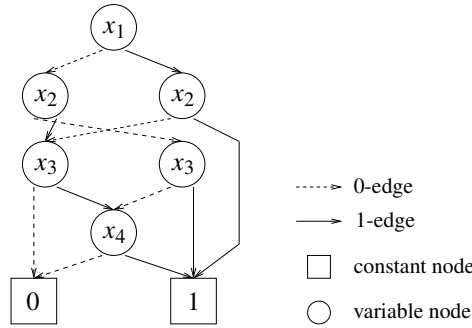 x₁
x₂ x₂
x₃ x₃
x₄
0 1
0-edge
1-edge
constant node
variable node